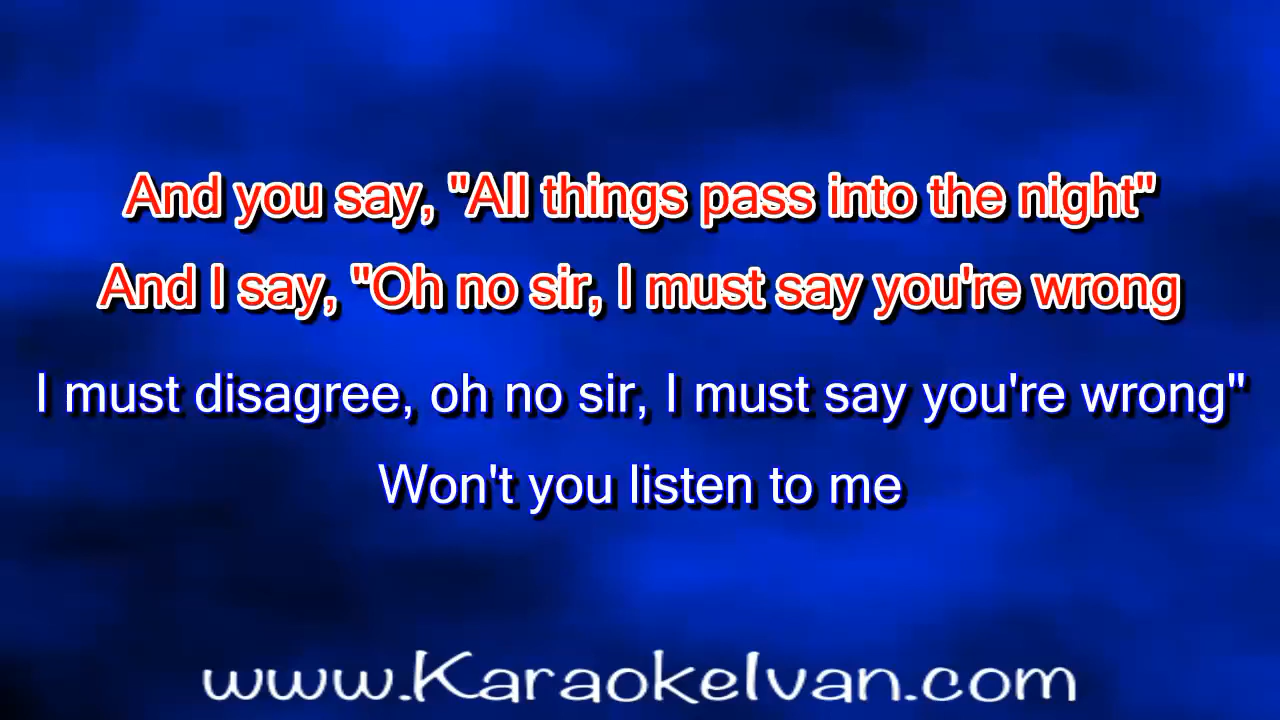 And you say, "All things pass into the night"
And I say, "Oh no sir, I must say you're wrong
I must disagree, oh no sir, I must say you're wrong"
Won't you listen to me
www.KaraokeIvan.com